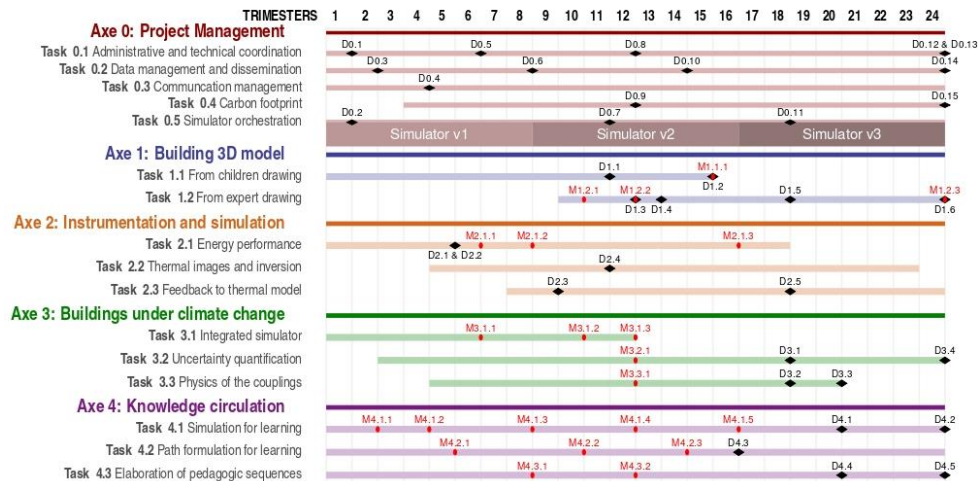 TRIMESTERS 1 2 3 4 5 6 7 8 9 10 11 12 13 14 15 16 17 18 19 20 21 22 23 24
Axe 0: Project Management
D0.1 D0.5 D0.8 D0.12 & D0.13
Task 0.1 Administrative and technical coordination
D0.3 D0.6 D0.10 D0.14
Task 0.2 Data management and dissemination
D0.4
Task 0.3 Communcation management
D0.9 D0.15
Task 0.4 Carbon footprint
D0.2 D0.7 D0.11
Task 0.5 Simulator orchestration
Simulator v1 Simulator v2 Simulator v3
Axe 1: Building 3D model
D1.1 M1.1.1
Task 1.1 From children drawing
D1.2
M1.2.1 M1.2.2 D1.5 M1.2.3
Task 1.2 From expert drawing
D1.3 D1.4 D1.6
Axe 2: Instrumentation and simulation
M2.1.1 M2.1.2 M2.1.3
Task 2.1 Energy performance
D2.1 & D2.2
D2.4
Task 2.2 Thermal images and inversion
D2.3 D2.5
Task 2.3 Feedback to thermal model
Axe 3: Buildings under climate change
M3.1.1 M3.1.2 M3.1.3
Task 3.1 Integrated simulator
M3.2.1 D3.1 D3.4
Task 3.2 Uncertainty quantification
M3.3.1 D3.2 D3.3
Task 3.3 Physics of the couplings
Axe 4: Knowledge circulation
M4.1.1 M4.1.2 M4.1.3 M4.1.4 M4.1.5 D4.1 D4.2
Task 4.1 Simulation for learning
M4.2.1 M4.2.2 M4.2.3 D4.3
Task 4.2 Path formulation for learning
M4.3.1 M4.3.2 D4.4 D4.5
Task 4.3 Elaboration of pedagogic sequences